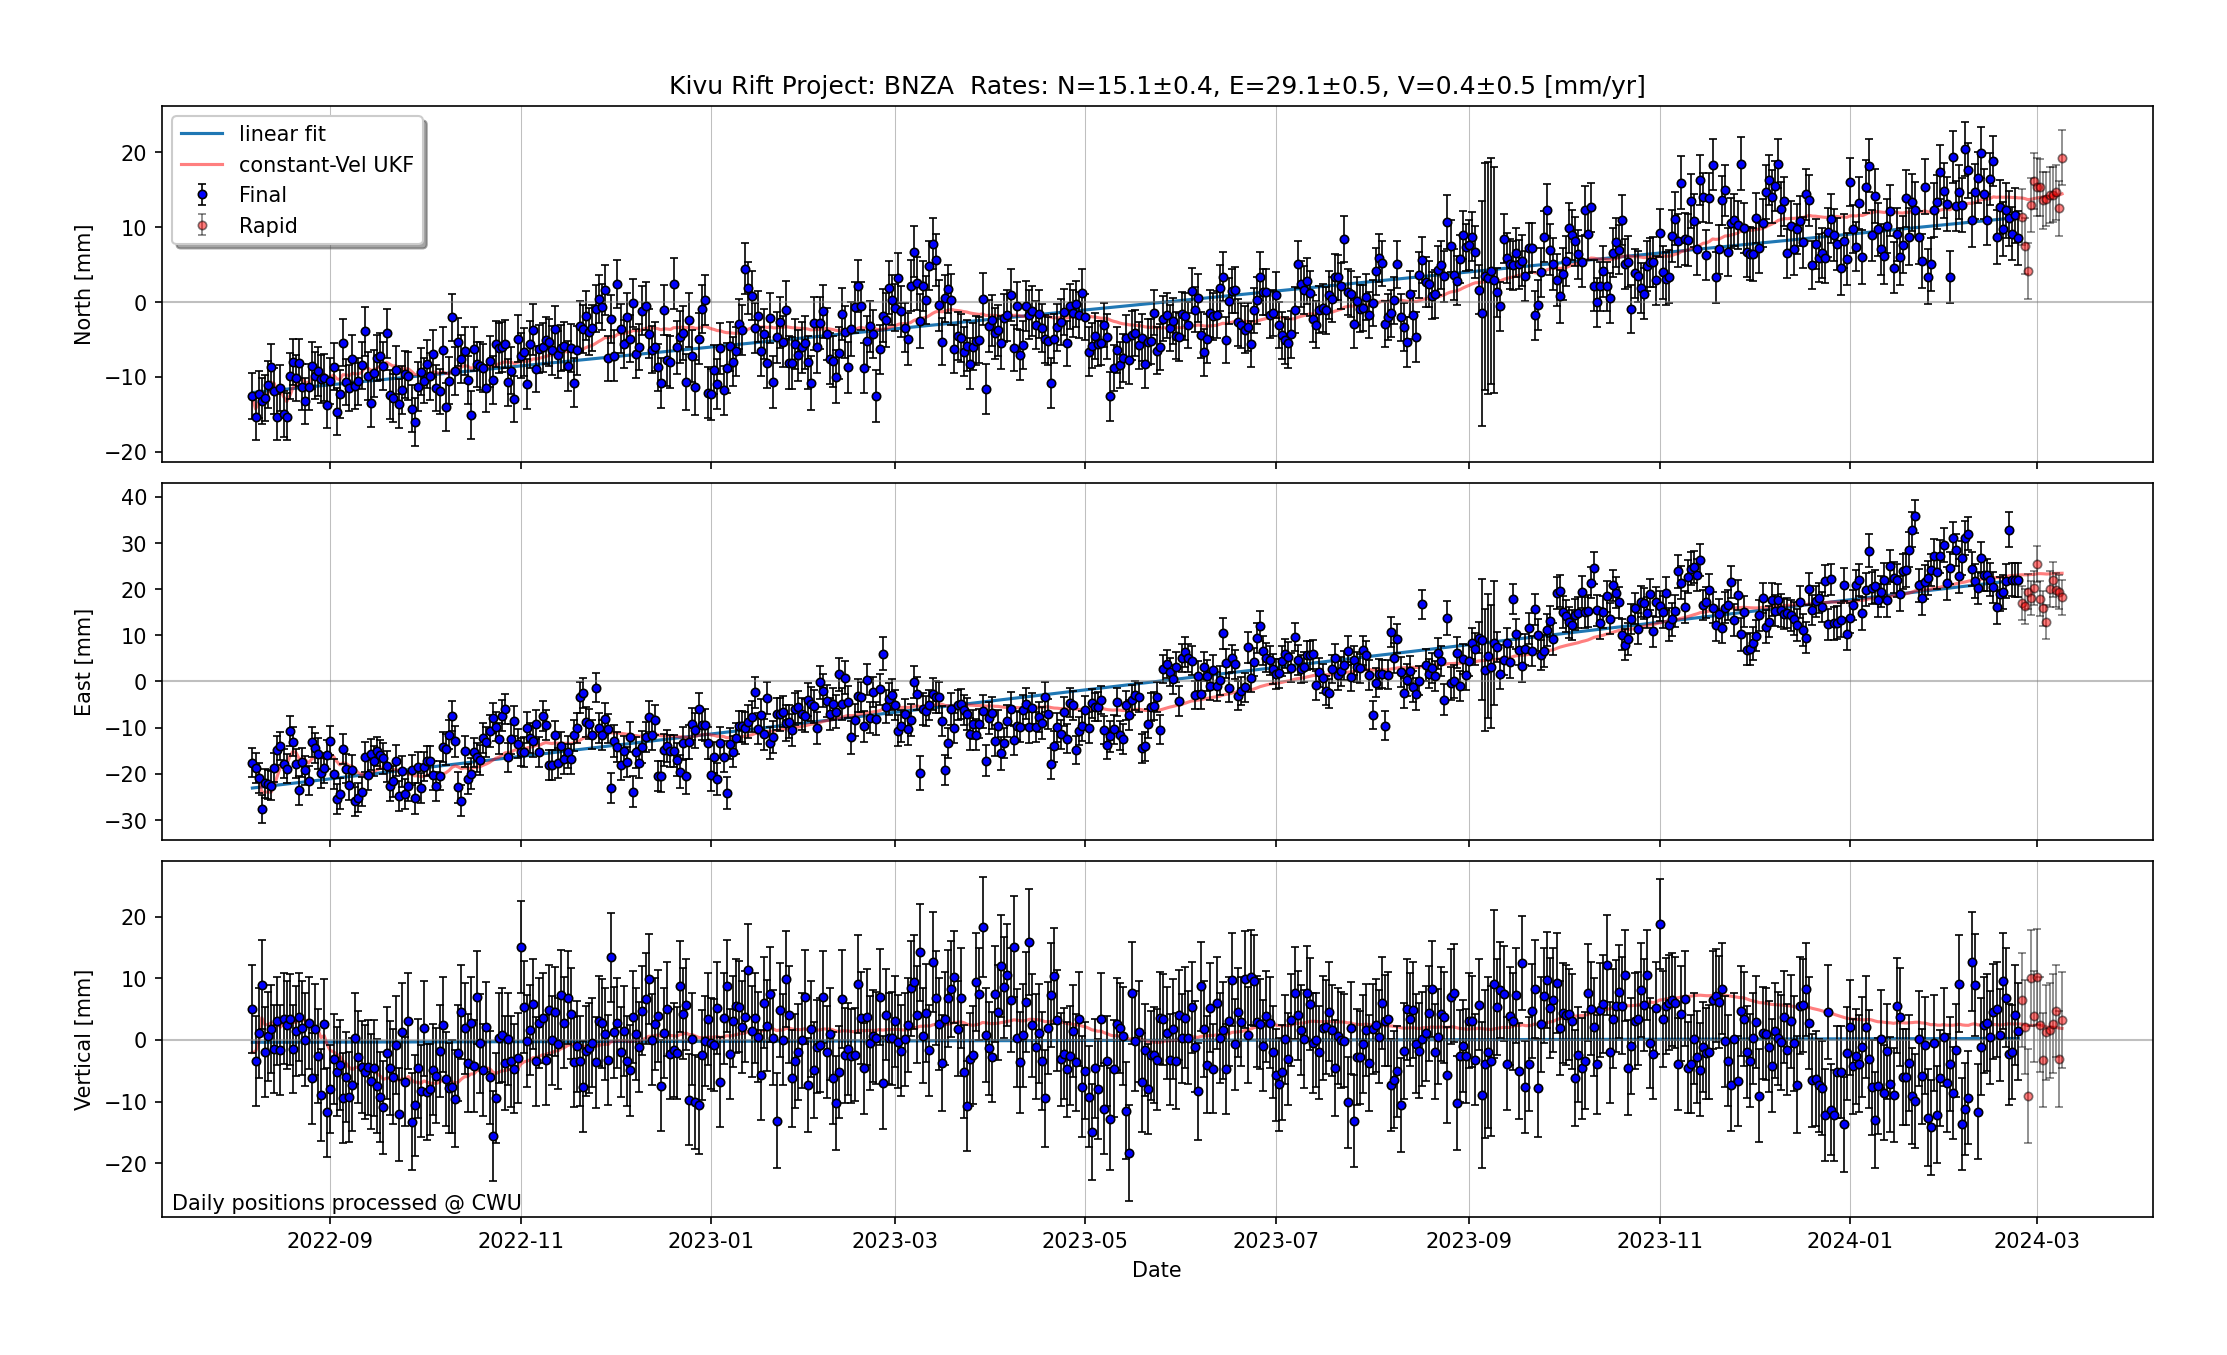 Kivu Rift Project: BNZA  Rates: N=15.1±0.4, E=29.1±0.5, V=0.4±0.5 [mm/yr]
linear fit
constant-Vel UKF
Final
Rapid
North [mm]
20
10
0
−10
−20
East [mm]
40
30
20
10
0
−10
−20
−30
Vertical [mm]
20
10
0
−10
−20
Daily positions processed @ CWU
2022-09 2022-11 2023-01 2023-03 2023-05 2023-07 2023-09 2023-11 2024-01 2024-03
Date